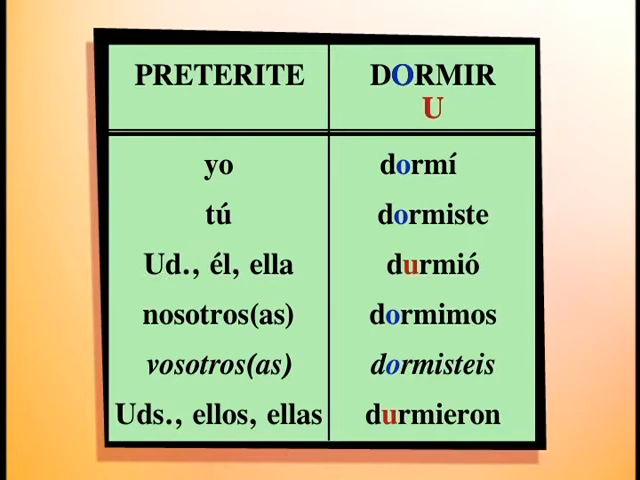 PRETERITE DORMIR
U
yo dormí
tú dormiste
Ud., él, ella durmió
nosotros(as) dormimos
vosotros(as) dormisteis
Uds., ellos, ellas durmieron